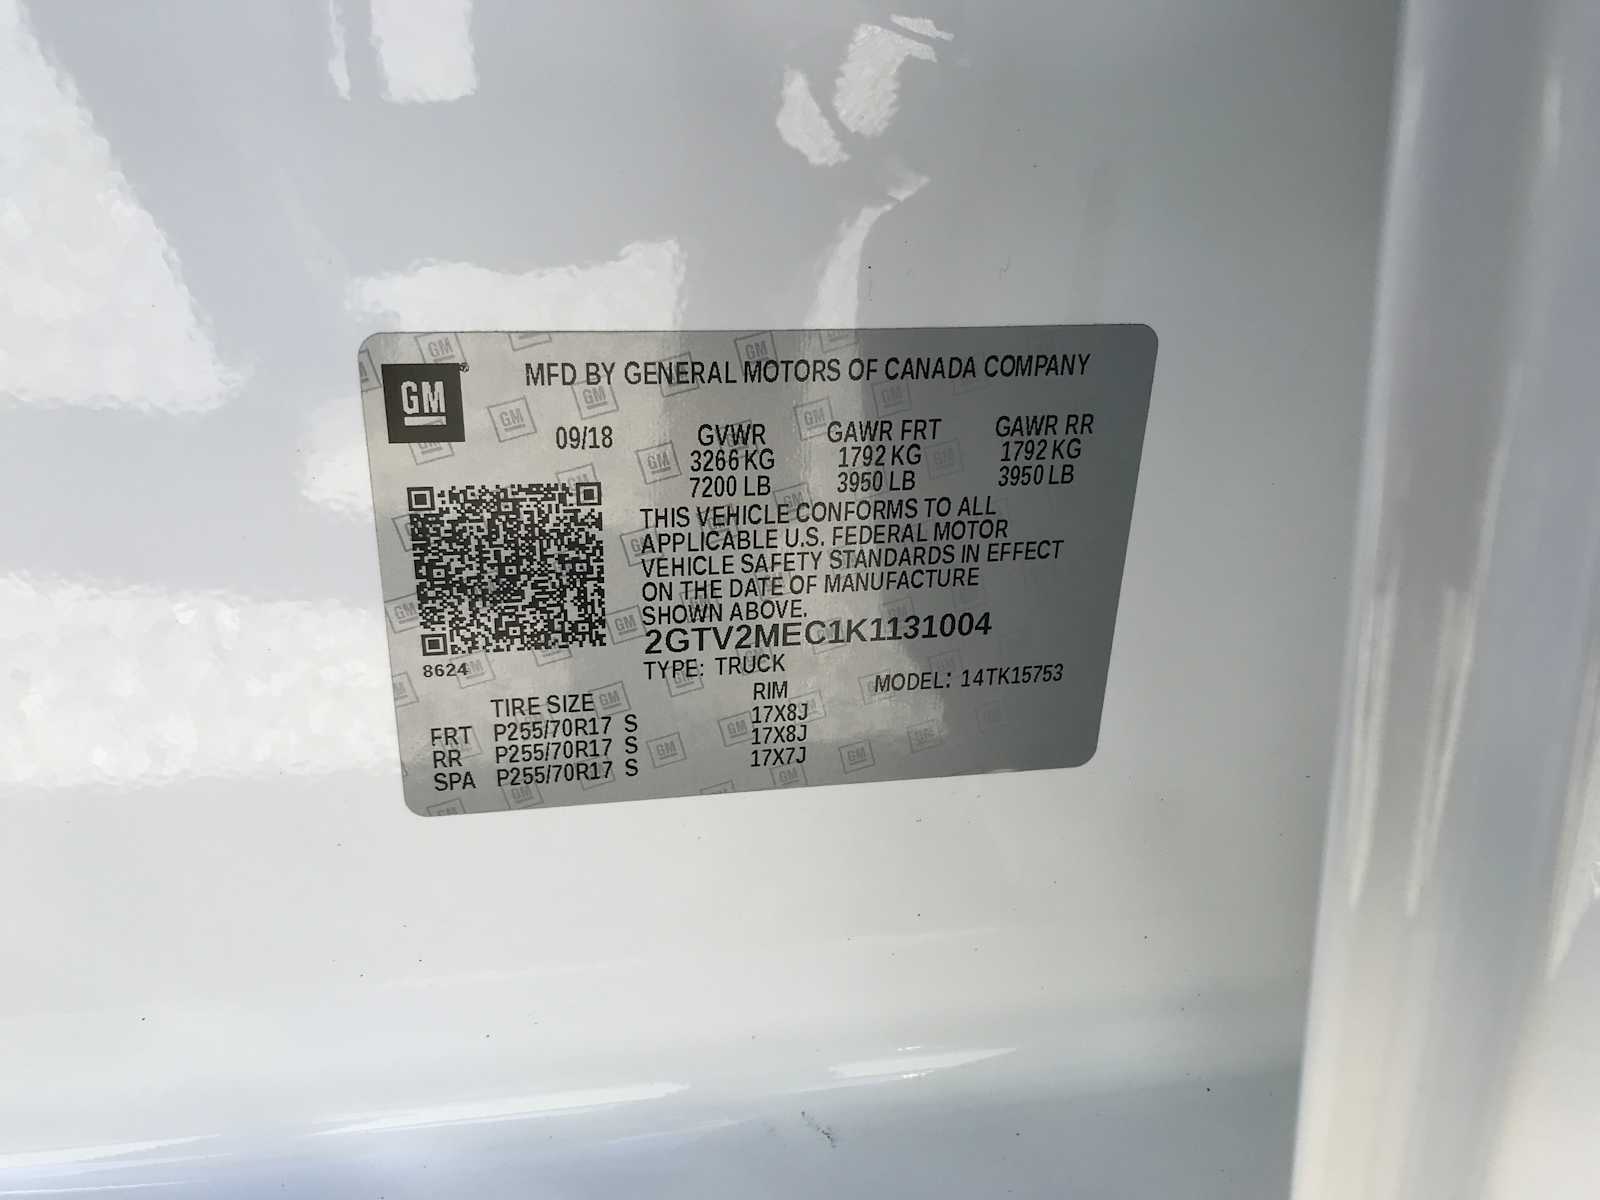 GM
MFD BY GENERAL MOTORS OF CANADA COMPANY
09/18
GVWR GAWR FRT GAWR RR
3266 KG 1792 KG 1792 KG
7200 LB 3950 LB 3950 LB
THIS VEHICLE CONFORMS TO ALL
APPLICABLE U.S. FEDERAL MOTOR
VEHICLE SAFETY STANDARDS IN EFFECT
ON THE DATE OF MANUFACTURE
SHOWN ABOVE.
2GTV2MEC1K1131004
8624
TYPE: TRUCK
MODEL: 14TK15753
TIRE SIZE RIM
FRT P255/70R17 S 17X8J
RR P255/70R17 S 17X8J
SPA P255/70R17 S 17X7J